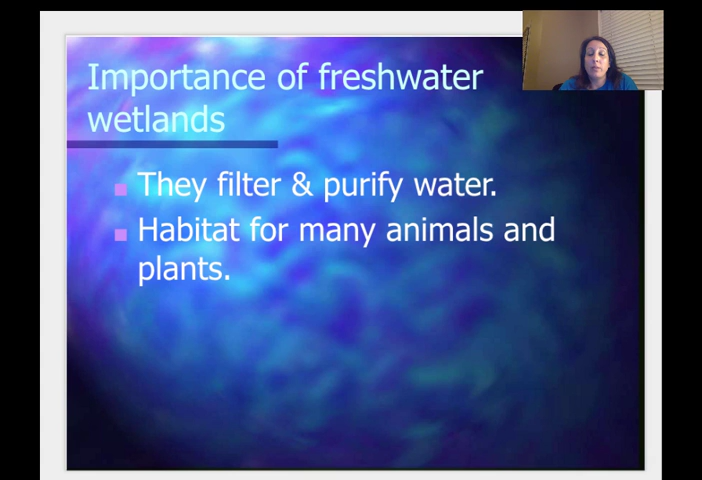 Importance of freshwater
wetlands
They filter & purify water.
Habitat for many animals and
plants.